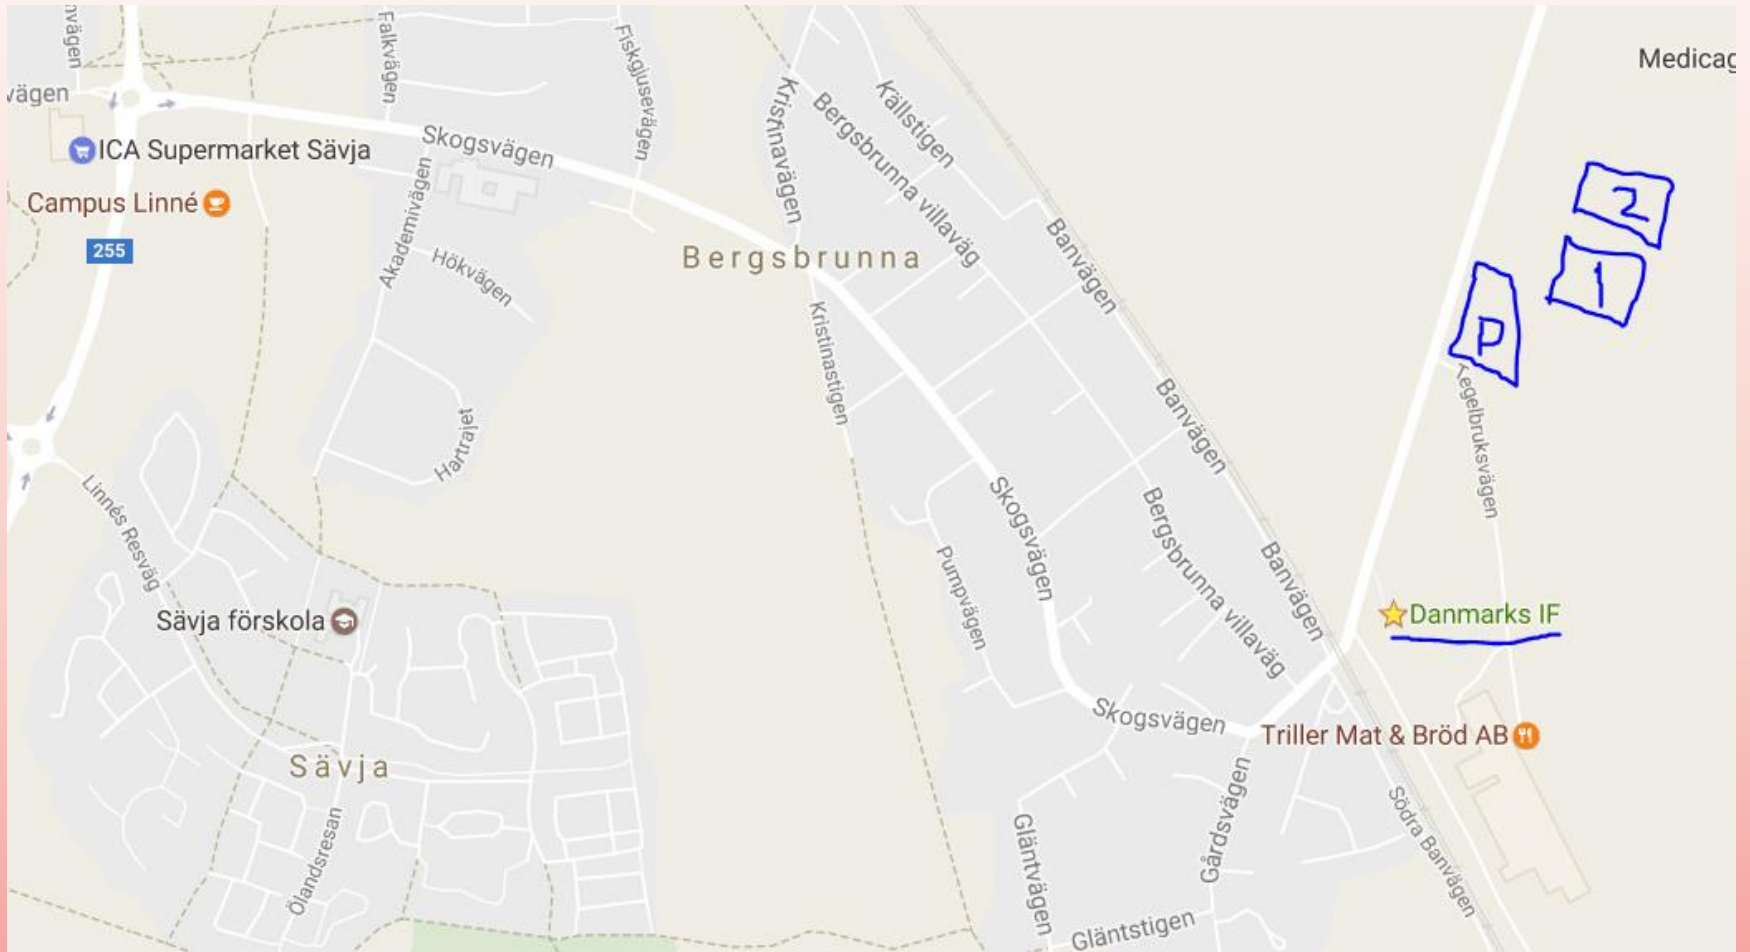 nvägen
Falkvägen
Fiskgjusevägen
Medicag
vägen
Skogsvägen
ICA Supermarket Sävja
Campus Linné
255
Akademivägen
Hökvägen
Kristinavägen
Bergsbrunna villaväg
Källstigen
Banvägen
Bergsbrunna
Kristinastigen
2
1
P
Banvägen
Hartrajet
Tegelbruksvägen
Linnés Resväg
Skogsvägen
Bergsbrunna villaväg
Banvägen
Pumpvägen
Sävja förskola
Danmarks IF
Skogsvägen
Triller Mat & Bröd AB
Sävja
Ölandsresan
Gläntvägen
Gårdsvägen
Södra Banvägen
Gläntstigen